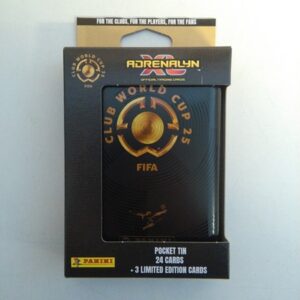 FOR THE CLUBS, FOR THE PLAYERS, FOR THE FANS
CLUB WORLD CUP 25
FIFA
ADRENALYN
XL
OFFICIAL TRADING CARDS
CLUB WORLD CUP 25
FIFA
PANINI
PANINI
POCKET TIN
24 CARDS
+ 3 LIMITED EDITION CARDS